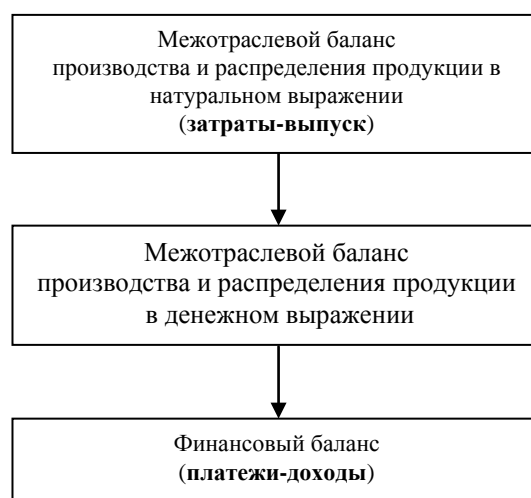 Межотраслевой баланс
производства и распределения продукции в
натуральном выражении
(затраты-выпуск)
Межотраслевой баланс
производства и распределения продукции
в денежном выражении
Финансовый баланс
(платежи-доходы)